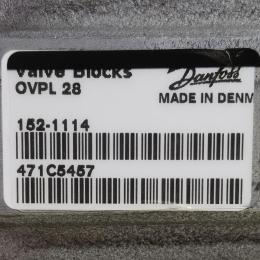 Valve Blocks
OVPL 28
Danfoss
MADE IN DENM
152-1114
471C5457